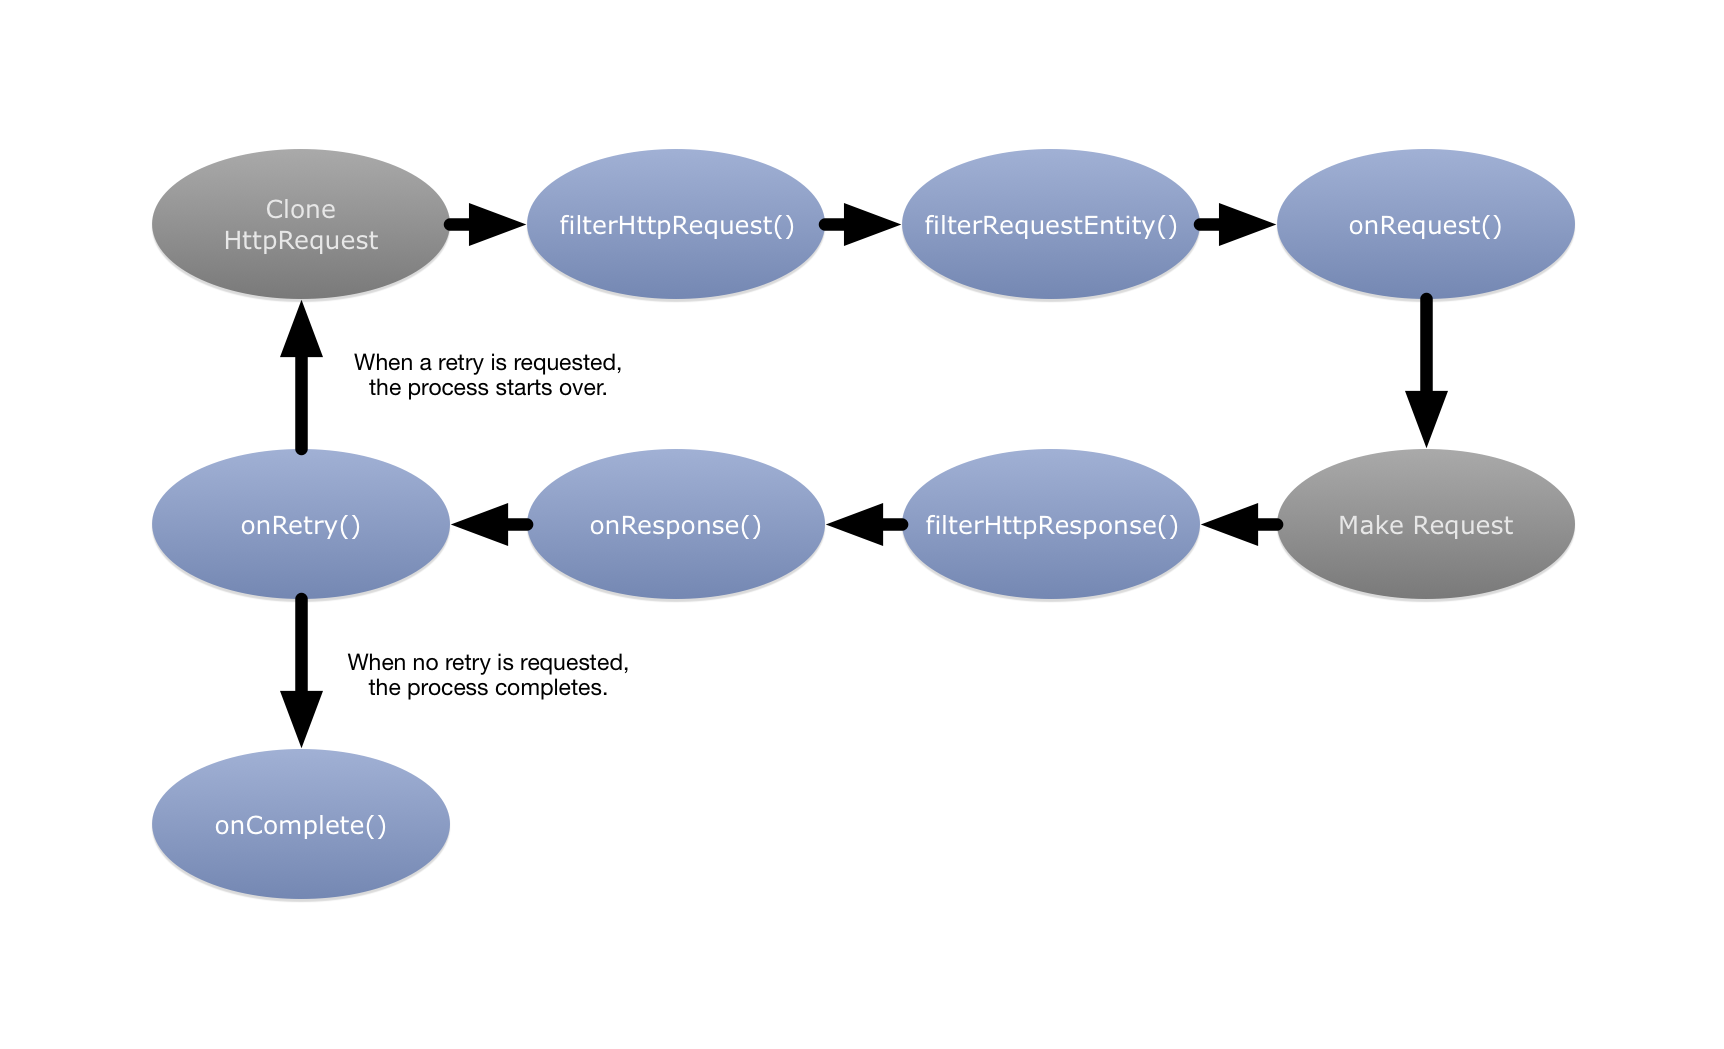 Clone
HttpRequest
filterHttpRequest()
filterRequestEntity()
onRequest()
When a retry is requested,
the process starts over.
onRetry()
onResponse()
filterHttpResponse()
Make Request
When no retry is requested,
the process completes.
onComplete()